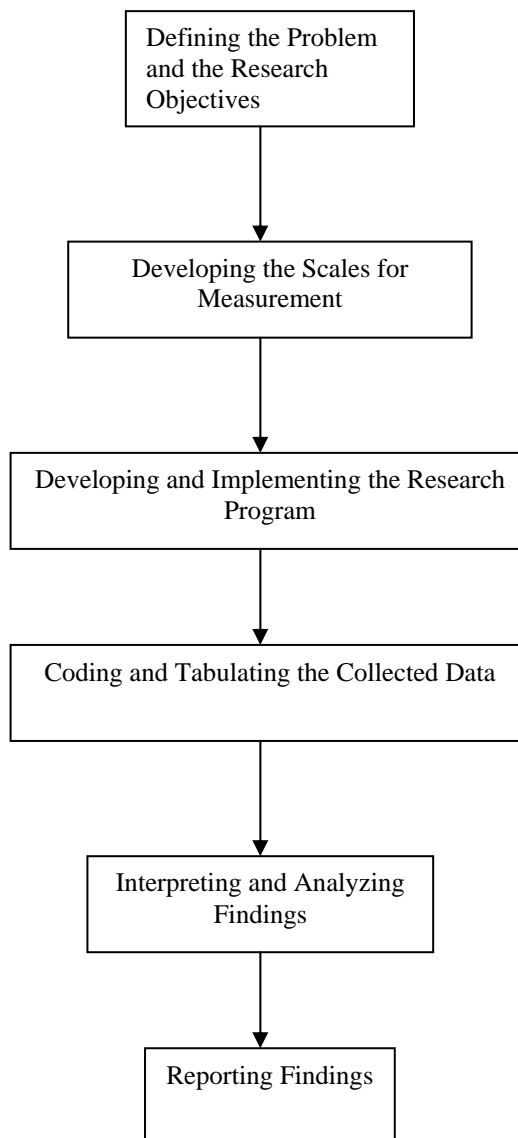 Defining the Problem
and the Research
Objectives
Developing the Scales for
Measurement
Developing and Implementing the Research
Program
Coding and Tabulating the Collected Data
Interpreting and Analyzing
Findings
Reporting Findings